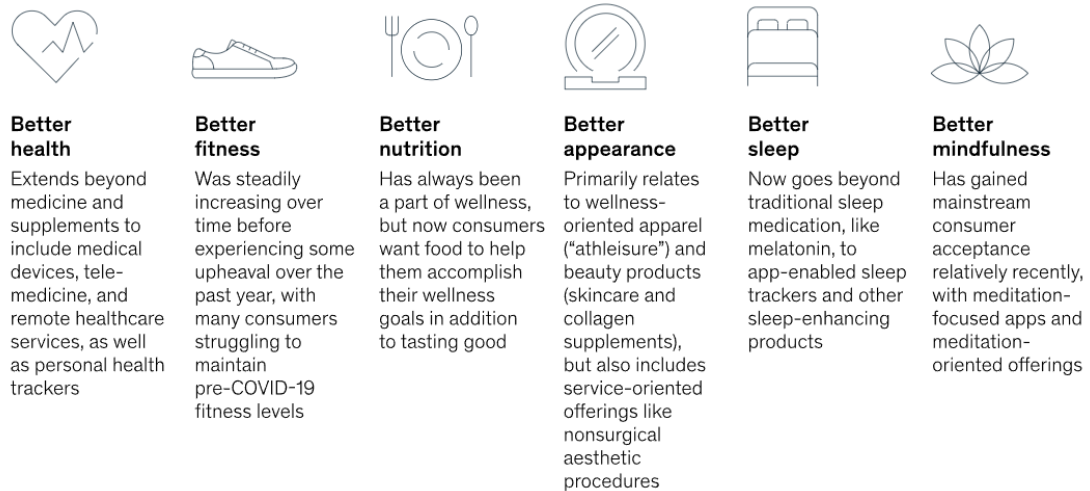 Better
health
Extends beyond
medicine and
supplements to
include medical
devices, tele-
medicine, and
remote healthcare
services, as well
as personal health
trackers
Better
fitness
Was steadily
increasing over
time before
experiencing some
upheaval over the
past year, with
many consumers
struggling to
maintain
pre-COVID-19
fitness levels
Better
nutrition
Has always been
a part of wellness,
but now consumers
want food to help
them accomplish
their wellness
goals in addition
to tasting good
Better
appearance
Primarily relates
to wellness-
oriented apparel
(“athleisure”) and
beauty products
(skincare and
collagen
supplements),
but also includes
service-oriented
offerings like
nonsurgical
aesthetic
procedures
Better
sleep
Now goes beyond
traditional sleep
medication, like
melatonin, to
app-enabled sleep
trackers and other
sleep-enhancing
products
Better
mindfulness
Has gained
mainstream
consumer
acceptance
relatively recently,
with meditation-
focused apps and
meditation-
oriented offerings